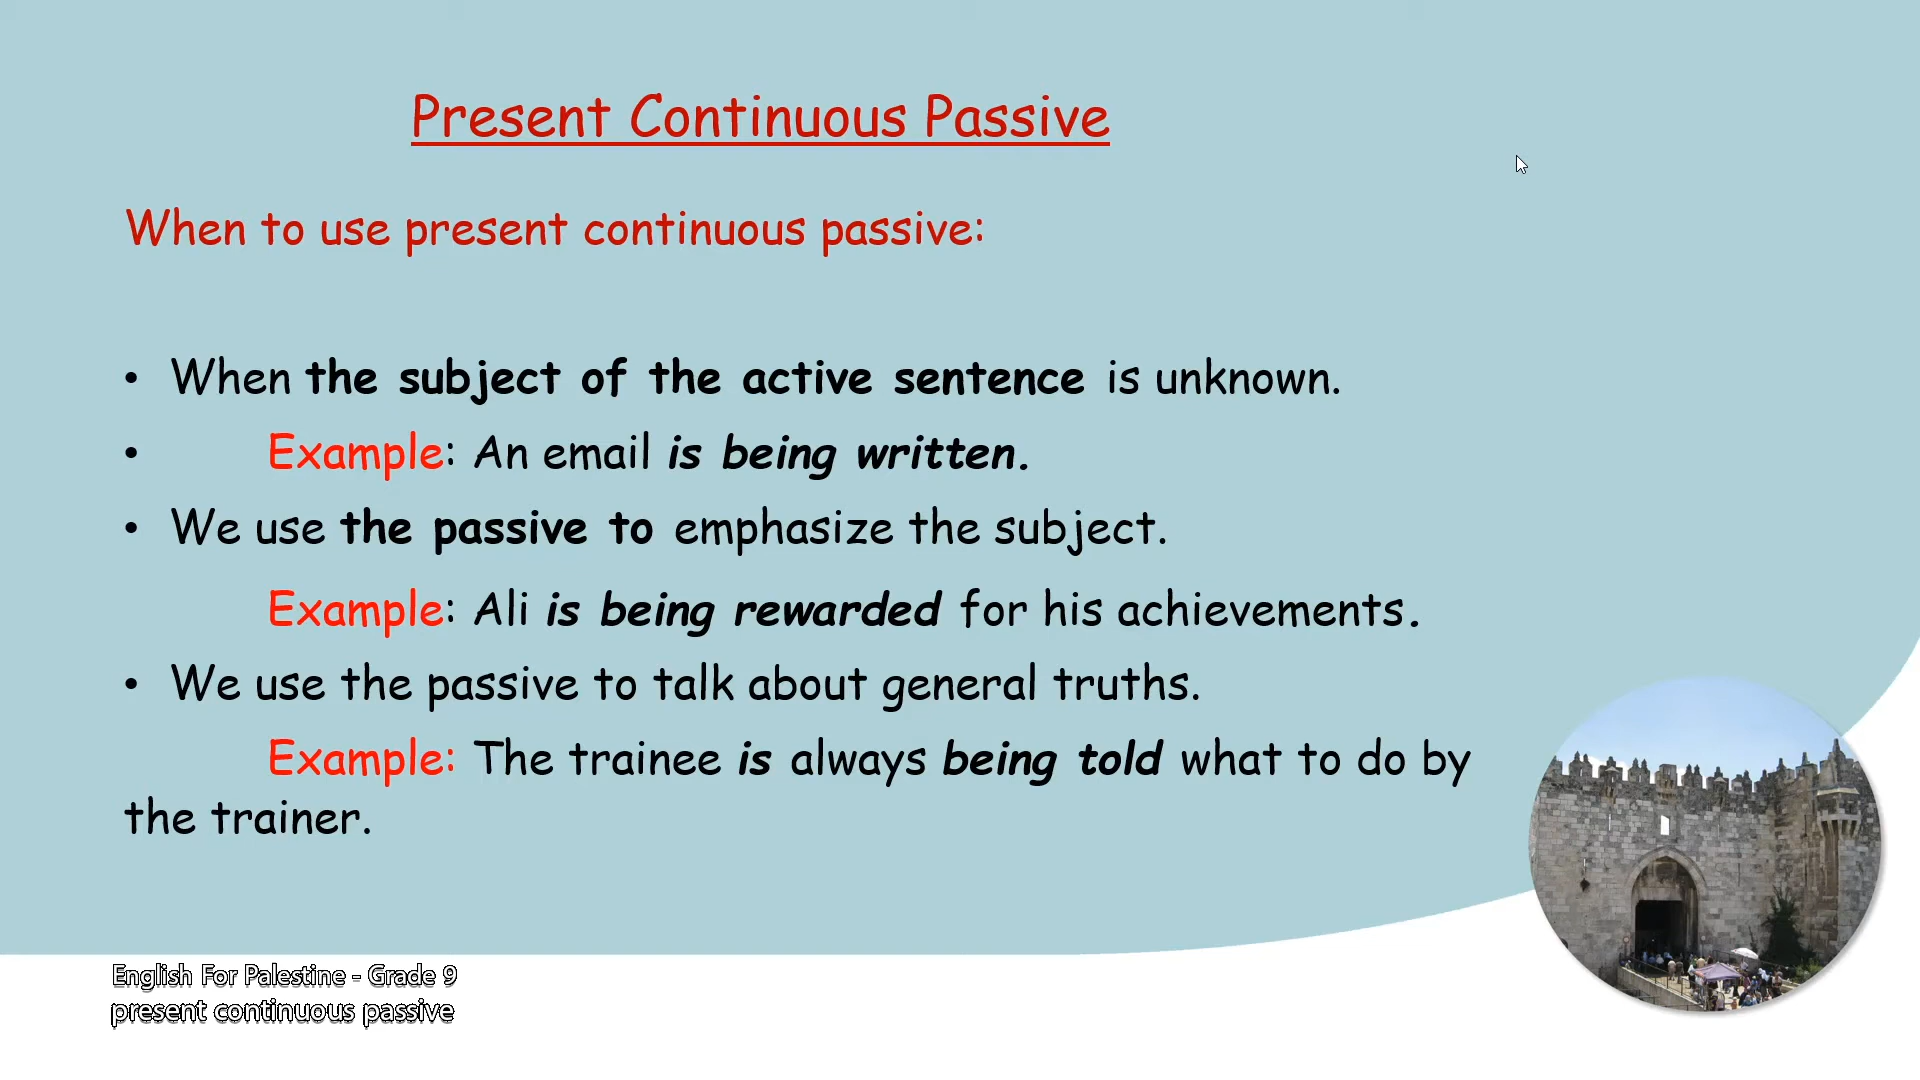 Present Continuous Passive
When to use present continuous passive:
• When the subject of the active sentence is unknown.
• Example: An email is being written.
• We use the passive to emphasize the subject.
Example: Ali is being rewarded for his achievements.
• We use the passive to talk about general truths.
Example: The trainee is always being told what to do by
the trainer.
English For Palestine - Grade 9
present continuous passive